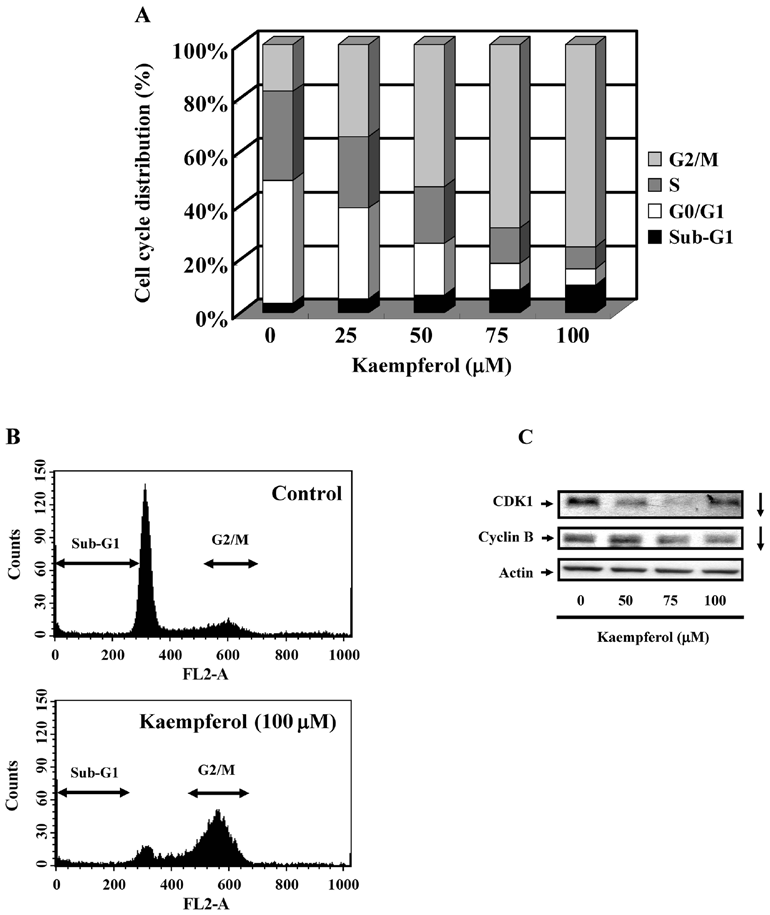 A
100%
80%
60%
40%
20%
0%
Cell cycle distribution (%)
0 25 50 75 100
Kaempferol (µM)
G2/M
S
G0/G1
Sub-G1
B
150
120
90
60
30
0
Counts
Control
Sub-G1
G2/M
0 200 400 600 800 1000
FL2-A
150
120
90
60
30
0
Counts
Kaempferol (100 µM)
Sub-G1
G2/M
0 200 400 600 800 1000
FL2-A
C
CDK1
Cyclin B
Actin
0 50 75 100
Kaempferol (µM)